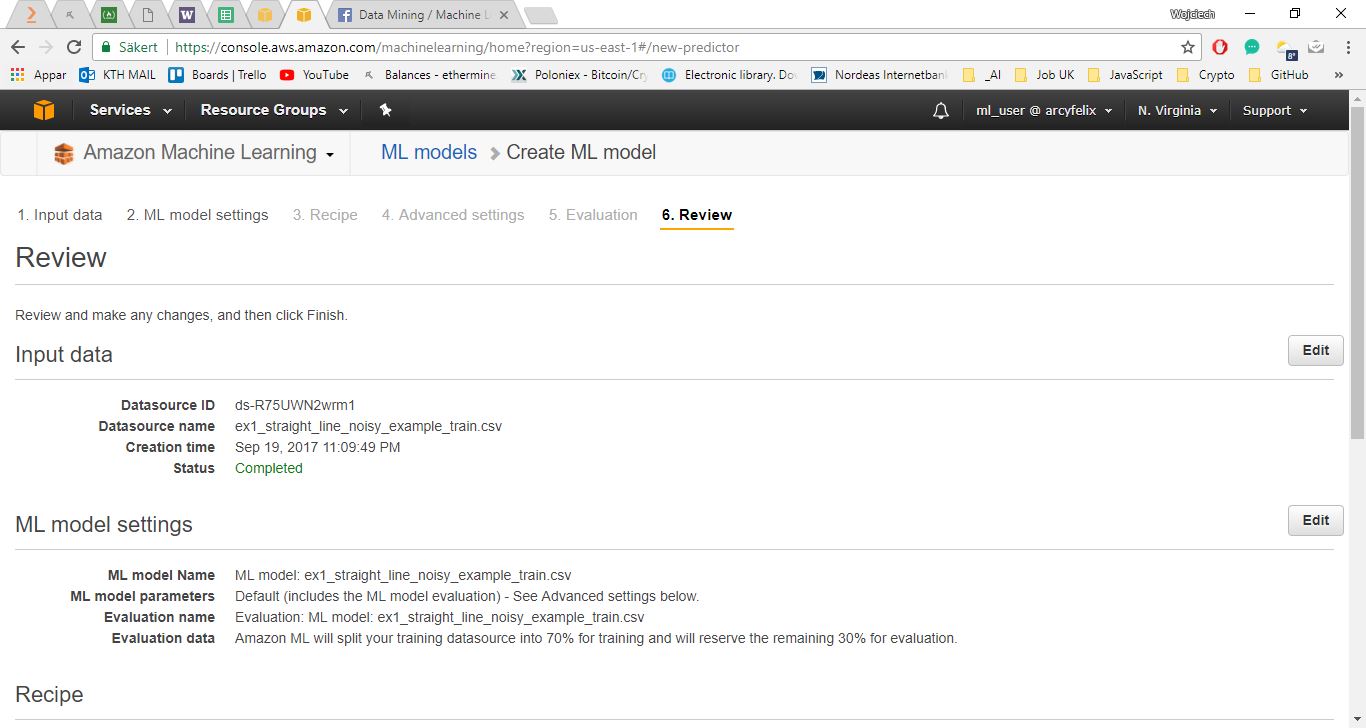 Wojciech
W
Data Mining / Machine L
Säkert https://console.aws.amazon.com/machinelearning/home?region=us-east-1#/new-predictor
8°
Appar KTH MAIL Boards | Trello YouTube Balances - ethermine Poloniex - Bitcoin/Cry Electronic library. Do Nordeas Internetbank _AI Job UK JavaScript Crypto GitHub »
Services Resource Groups ml_user @ arcyfelix N. Virginia Support
Amazon Machine Learning ML models Create ML model
1. Input data 2. ML model settings 3. Recipe 4. Advanced settings 5. Evaluation 6. Review
Review
Review and make any changes, and then click Finish.
Input data Edit
Datasource ID ds-R75UWN2wrm1
Datasource name ex1_straight_line_noisy_example_train.csv
Creation time Sep 19, 2017 11:09:49 PM
Status Completed
ML model settings Edit
ML model Name ML model: ex1_straight_line_noisy_example_train.csv
ML model parameters Default (includes the ML model evaluation) - See Advanced settings below.
Evaluation name Evaluation: ML model: ex1_straight_line_noisy_example_train.csv
Evaluation data Amazon ML will split your training datasource into 70% for training and will reserve the remaining 30% for evaluation.
Recipe